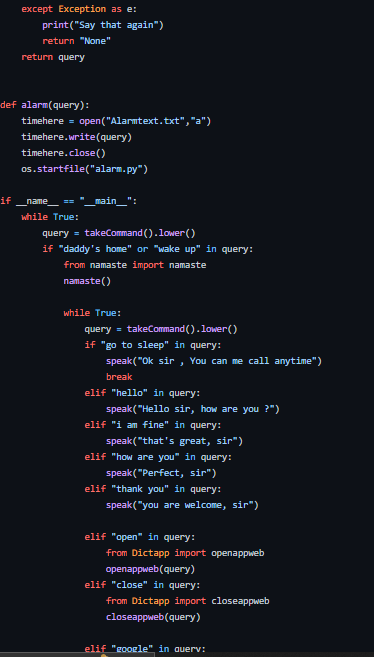 except Exception as e:
        print("Say that again")
        return "None"
    return query
def alarm(query):
    timehere = open("Alarmtext.txt","a")
    timehere.write(query)
    timehere.close()
    os.startfile("alarm.py")
if __name__ == "__main__":
    while True:
        query = takeCommand().lower()
        if "daddy's home" or "wake up" in query:
            from namaste import namaste
            namaste()
            while True:
                query = takeCommand().lower()
                if "go to sleep" in query:
                    speak("Ok sir , You can me call anytime")
                    break
                elif "hello" in query:
                    speak("Hello sir, how are you ?")
                elif "i am fine" in query:
                    speak("that's great, sir")
                elif "how are you" in query:
                    speak("Perfect, sir")
                elif "thank you" in query:
                    speak("you are welcome, sir")
                elif "open" in query:
                    from Dictapp import openappweb
                    openappweb(query)
                elif "close" in query:
                    from Dictapp import closeappweb
                    closeappweb(query)
                elif "google" in query: